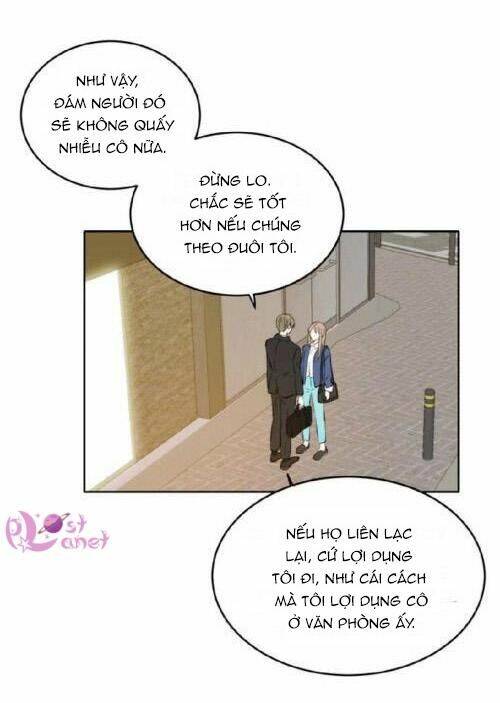 NHƯ VẬY,
ĐÁM NGƯỜI ĐÓ
SẼ KHÔNG QUẤY
NHIỄU CÔ NỮA.
ĐỪNG LO.
CHẮC SẼ TỐT
HƠN NẾU CHÚNG
THEO ĐUÔI TÔI.
Lost
Planet
NẾU HỌ LIÊN LẠC
LẠI, CỨ LỢI DỤNG
TÔI ĐI, NHƯ CÁI CÁCH
MÀ TÔI LỢI DỤNG CÔ
Ở VĂN PHÒNG ẤY.